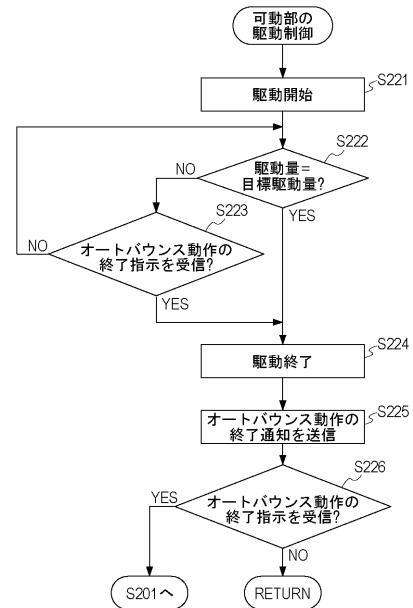 可動部の
駆動制御
S221
駆動開始
S222
駆動量=
目標駆動量?
NO
YES
S223
オートバウンス動作の
終了指示を受信?
NO
YES
S224
駆動終了
S225
オートバウンス動作の
終了通知を送信
S226
オートバウンス動作の
終了指示を受信?
YES
NO
S201へ
RETURN